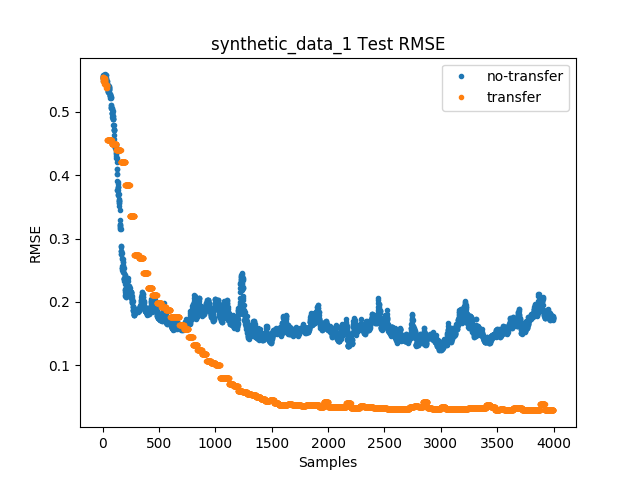 synthetic_data_1 Test RMSE
no-transfer
transfer
RMSE
0.5
0.4
0.3
0.2
0.1
0 500 1000 1500 2000 2500 3000 3500 4000
Samples